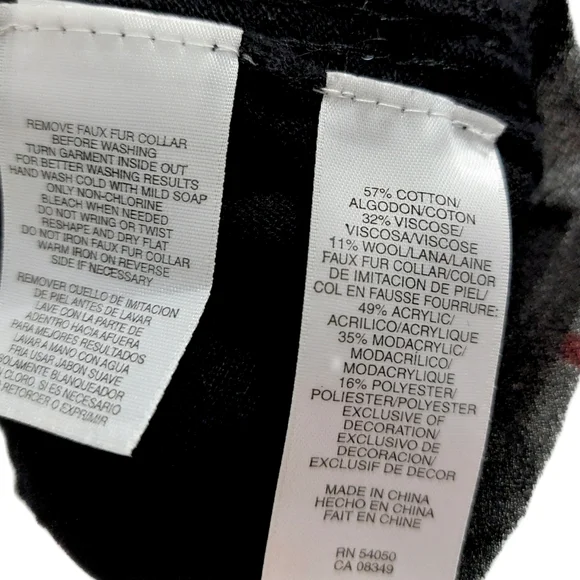 REMOVE FAUX FUR COLLAR
BEFORE WASHING
TURN GARMENT INSIDE OUT
FOR BETTER WASHING RESULTS
HAND WASH COLD WITH MILD SOAP
ONLY NON-CHLORINE
BLEACH WHEN NEEDED
DO NOT WRING OR TWIST
RESHAPE AND DRY FLAT
DO NOT IRON FAUX FUR COLLAR
WARM IRON ON REVERSE
SIDE IF NECESSARY
REMOVER CUELLO DE IMITACION
DE PIEL ANTES DE LAVAR
LAVE CON LA PARTE DE
ADENTRO HACIA AFUERA
PARA MEJORES RESULTADOS
LAVAR A MANO CON AGUA
FRIA USAR JABON SUAVE
BLANQUEADOR
CLORO, SI ES NECESARIO
RETORCER O EXPRIMIR
57% COTTON/
ALGODON/COTON
32% VISCOSE/
VISCOSA/VISCOSE
11% WOOL/LANA/LAINE
FAUX FUR COLLAR/COLOR
DE IMITACION DE PIEL/
COL EN FAUSSE FOURRURE:
49% ACRYLIC/
ACRILICO/ACRYLIQUE
35% MODACRYLIC/
MODACRÍLICO/
MODACRYLIQUE
16% POLYESTER/
POLIESTER/POLYESTER
EXCLUSIVE OF
DECORATION/
EXCLUSIVO DE
DECORACION/
EXCLUSIF DE DECOR
MADE IN CHINA
HECHO EN CHINA
FAIT EN CHINE
RN 54050
CA 08349